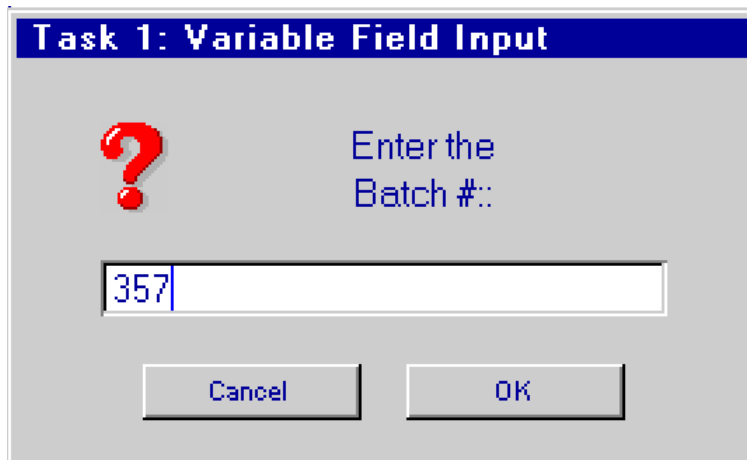 Task 1: Variable Field Input
Enter the
Batch #::
357
Cancel OK